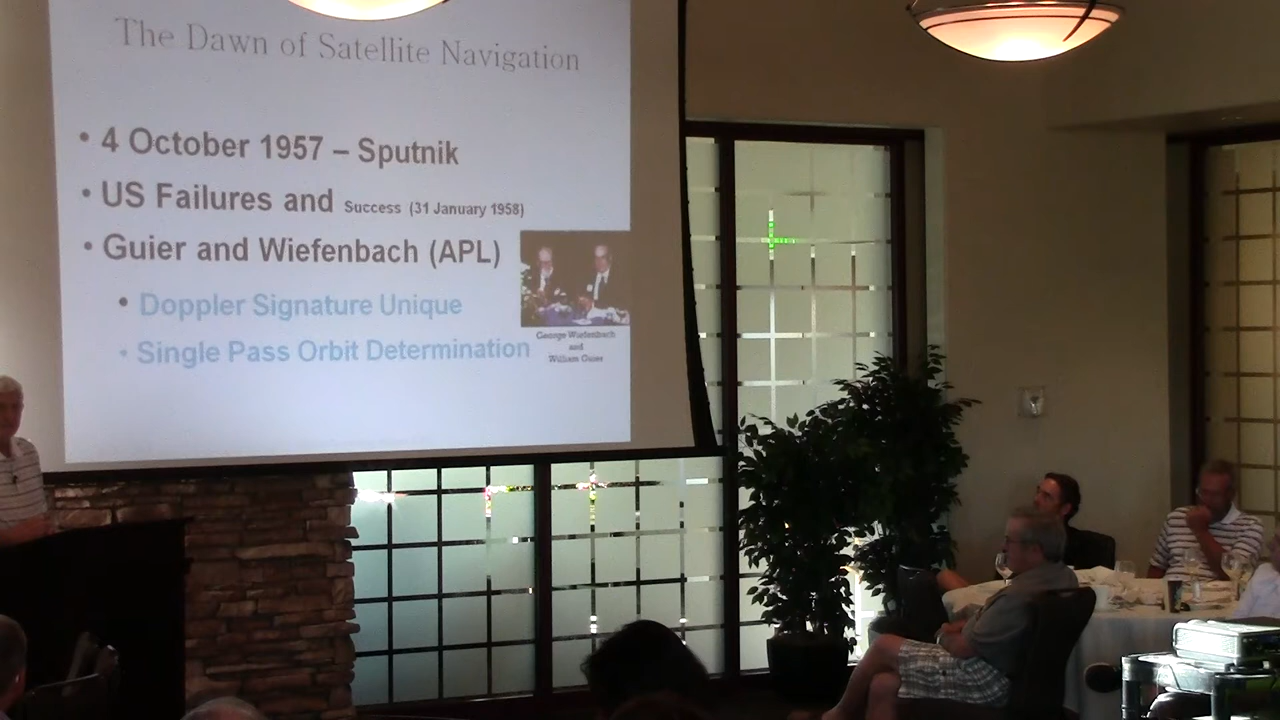 The Dawn of Satellite Navigation
• 4 October 1957 – Sputnik
• US Failures and Success (31 January 1958)
• Guier and Wiefenbach (APL)
• Doppler Signature Unique
• Single Pass Orbit Determination
George Wiefenbach
and
William Guier